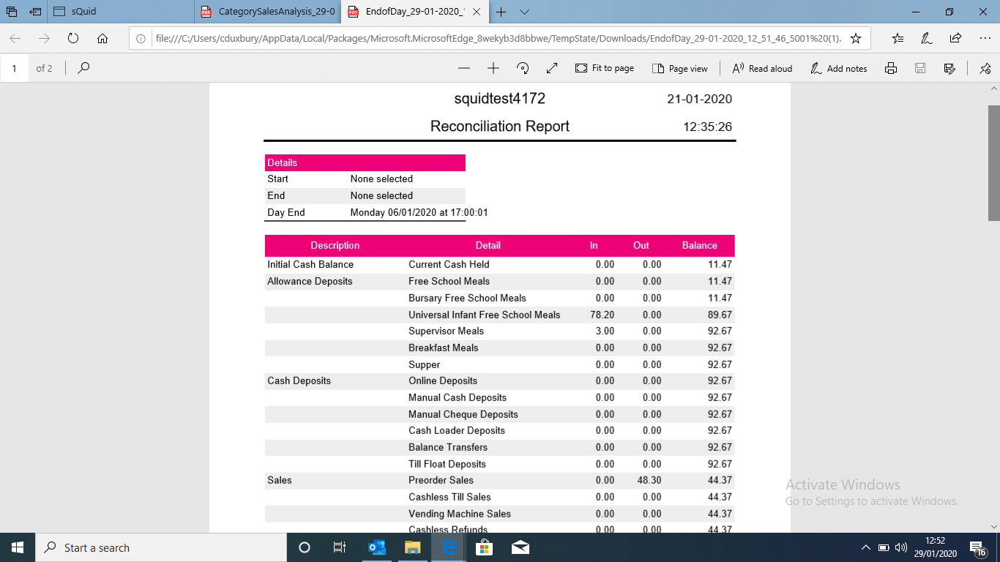 sQuid CategorySalesAnalysis_29-0 EndofDay_29-01-2020_
file:///C:/Users/cduxbury/AppData/Local/Packages/Microsoft.MicrosoftEdge_8wekyb3d8bbwe/TempState/Downloads/EndofDay_29-01-2020_12_51_46_5001%20(1).
1 of 2 Fit to page Page view Read aloud Add notes
squidtest4172 21-01-2020
Reconciliation Report 12:35:26
Details
Start None selected
End None selected
Day End Monday 06/01/2020 at 17:00:01
Description Detail In Out Balance
Initial Cash Balance Current Cash Held 0.00 0.00 11.47
Allowance Deposits Free School Meals 0.00 0.00 11.47
Bursary Free School Meals 0.00 0.00 11.47
Universal Infant Free School Meals 78.20 0.00 89.67
Supervisor Meals 3.00 0.00 92.67
Breakfast Meals 0.00 0.00 92.67
Supper 0.00 0.00 92.67
Cash Deposits Online Deposits 0.00 0.00 92.67
Manual Cash Deposits 0.00 0.00 92.67
Manual Cheque Deposits 0.00 0.00 92.67
Cash Loader Deposits 0.00 0.00 92.67
Balance Transfers 0.00 0.00 92.67
Till Float Deposits 0.00 0.00 92.67
Sales Preorder Sales 0.00 48.30 44.37
Cashless Till Sales 0.00 0.00 44.37
Vending Machine Sales 0.00 0.00 44.37
Cashless Refunds 0.00 0.00 44.37
Activate Windows
Go to Settings to activate Windows.
Start a search
12:52
29/01/2020
16